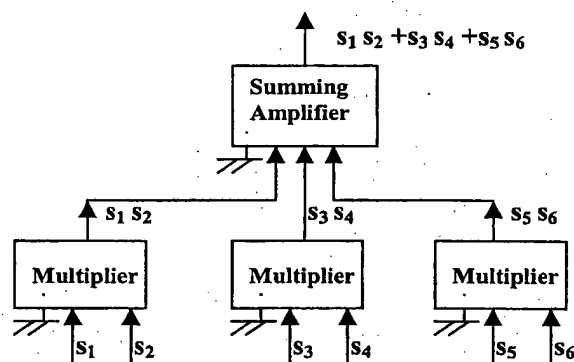 s1 s2 +s3 s4 +s5 s6
Summing
Amplifier
s1 s2
s3 s4
s5 s6
Multiplier
Multiplier
Multiplier
s1
s2
s3
s4
s5
s6